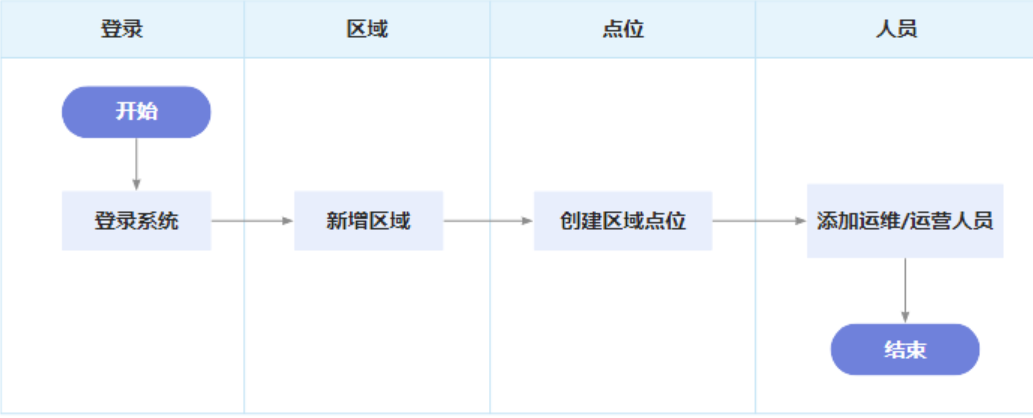 登录
区域
点位
人员
开始
登录系统
新增区域
创建区域点位
添加运维/运营人员
结束